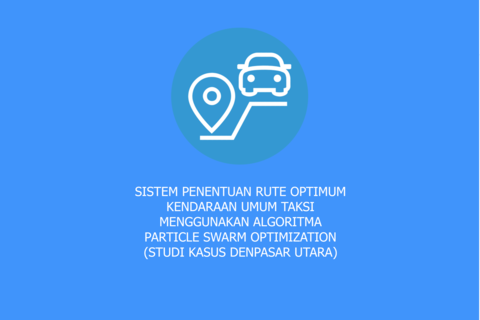 SISTEM PENENTUAN RUTE OPTIMUM
KENDARAAN UMUM TAKSI
MENGGUNAKAN ALGORITMA
PARTICLE SWARM OPTIMIZATION
(STUDI KASUS DENPASAR UTARA)